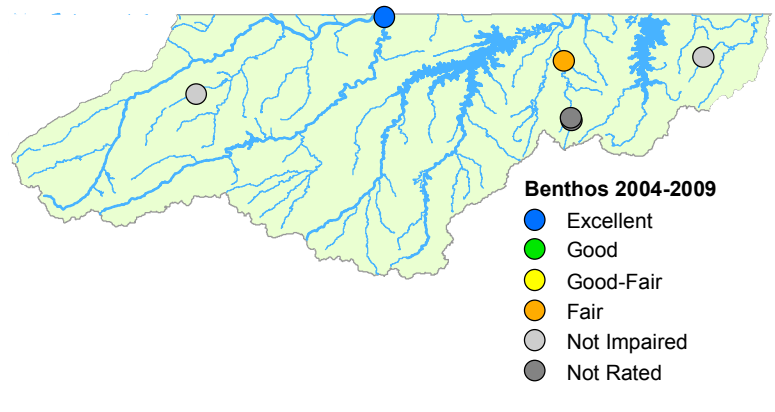 Benthos 2004-2009
Excellent
Good
Good-Fair
Fair
Not Impaired
Not Rated